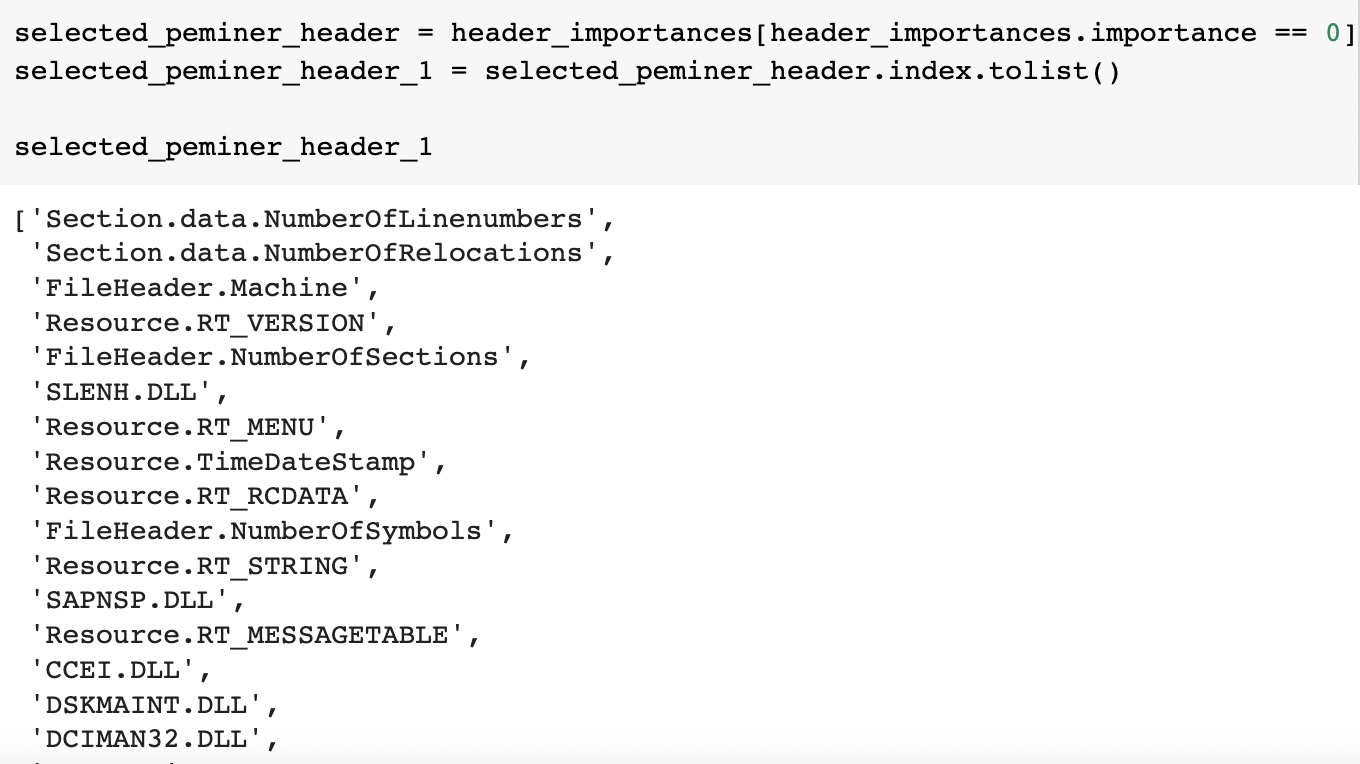 selected_peminer_header = header_importances[header_importances.importance == 0]
selected_peminer_header_1 = selected_peminer_header.index.tolist()
selected_peminer_header_1
['Section.data.NumberOfLinenumbers',
'Section.data.NumberOfRelocations',
'FileHeader.Machine',
'Resource.RT_VERSION',
'FileHeader.NumberOfSections',
'SLENH.DLL',
'Resource.RT_MENU',
'Resource.TimeDateStamp',
'Resource.RT_RCDATA',
'FileHeader.NumberOfSymbols',
'Resource.RT_STRING',
'SAPNSP.DLL',
'Resource.RT_MESSAGETABLE',
'CCEI.DLL',
'DSKMAINT.DLL',
'DCIMAN32.DLL',